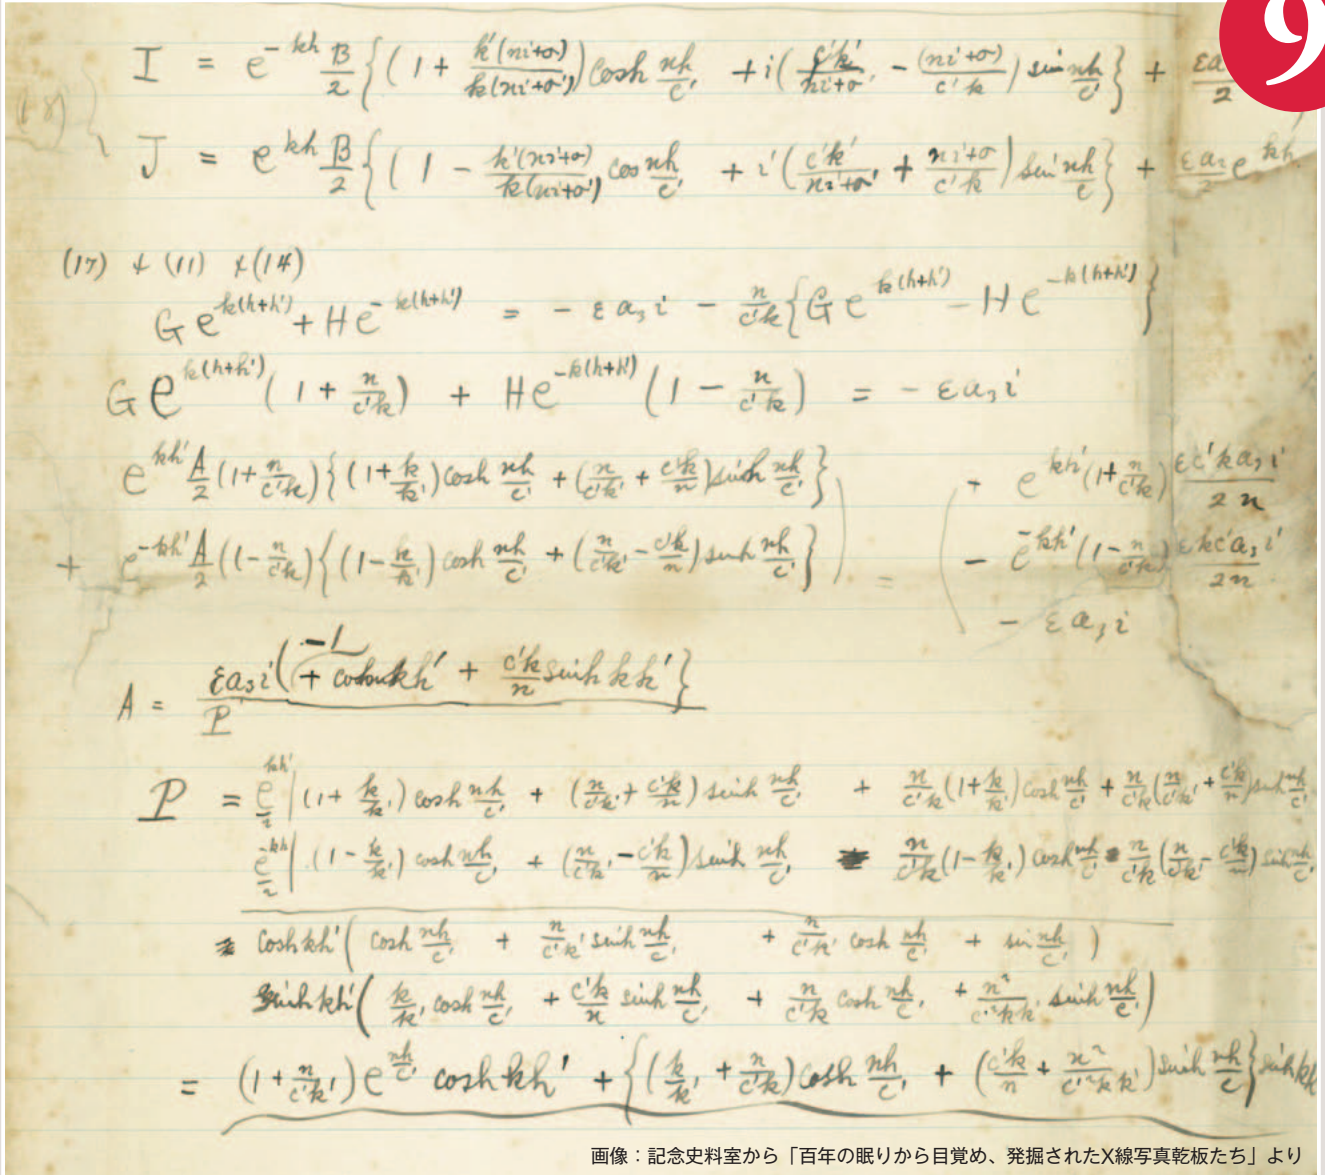 9
I = e^{-kh} B/2 { (1 + k'(ni+σ)/k(ni+σ')) cosh nh/c' + i( c'k'/ni+σ' - (ni+σ)/c'k ) sin nh/c' } + εa/2
(18)
J = e^{kh} B/2 { (1 - k'(ni+σ)/k(ni+σ') cos nh/c' + i( c'k'/ni+σ' + ni+σ/c'k ) sin nh/c } + εa₂/2 e^{kh}
(17) + (11) + (14)
G e^{k(h+h')} + H e^{-k(h+h')} = - εa₃i - n/c'k { G e^{k(h+h')} - H e^{-k(h+h')} }
G e^{k(h+h')} (1 + n/c'k) + H e^{-k(h+h')} (1 - n/c'k) = - εa₃i
e^{kh'} A/2 (1 + n/c'k) { (1 + k/k') cosh nh/c' + (n/c'k' + c'k/n) sinh nh/c' } + e^{kh'} (1 + n/c'k) εc'ka₃i/2n
+ e^{-kh'} A/2 (1 - n/c'k) { (1 - k/k') cosh nh/c' + (n/c'k' - c'k/n) sinh nh/c' } = - e^{-kh'} (1 - n/c'k) εkc'a₃i/2n
- εa₃i
A = εa₃i( -1 + cosh kh' + c'k/n sinh kh' } / P
P = e^{kh'}/2 | (1 + k/k') cosh nh/c' + (n/c'k' + c'k/n) sinh nh/c' + n/c'k (1 + k/k') cosh nh/c' + n/c'k (n/c'k' + c'k/n) sinh nh/c'
e^{-kh'}/2 | (1 - k/k') cosh nh/c' + (n/c'k' - c'k/n) sinh nh/c' n/c'k (1 - k/k') cosh nh/c' n/c'k (n/c'k' - c'k/n) sinh nh/c'
= cosh kh' ( cosh nh/c' + n/c'k' sinh nh/c' + n/c'k' cosh nh/c' + sin nh/c' )
sinh kh' ( k/k' cosh nh/c' + c'k/n sinh nh/c' + n/c'k cosh nh/c' + n²/c'²kk' sinh nh/c' )
= (1 + n/c'k') e^{nh/c'} cosh kh' + { (k/k' + n/c'k) cosh nh/c' + (c'k/n + n²/c'²kk') sinh nh/c } sinh kh
画像：記念史料室から「百年の眠りから目覚め、発掘されたX線写真乾板たち」より